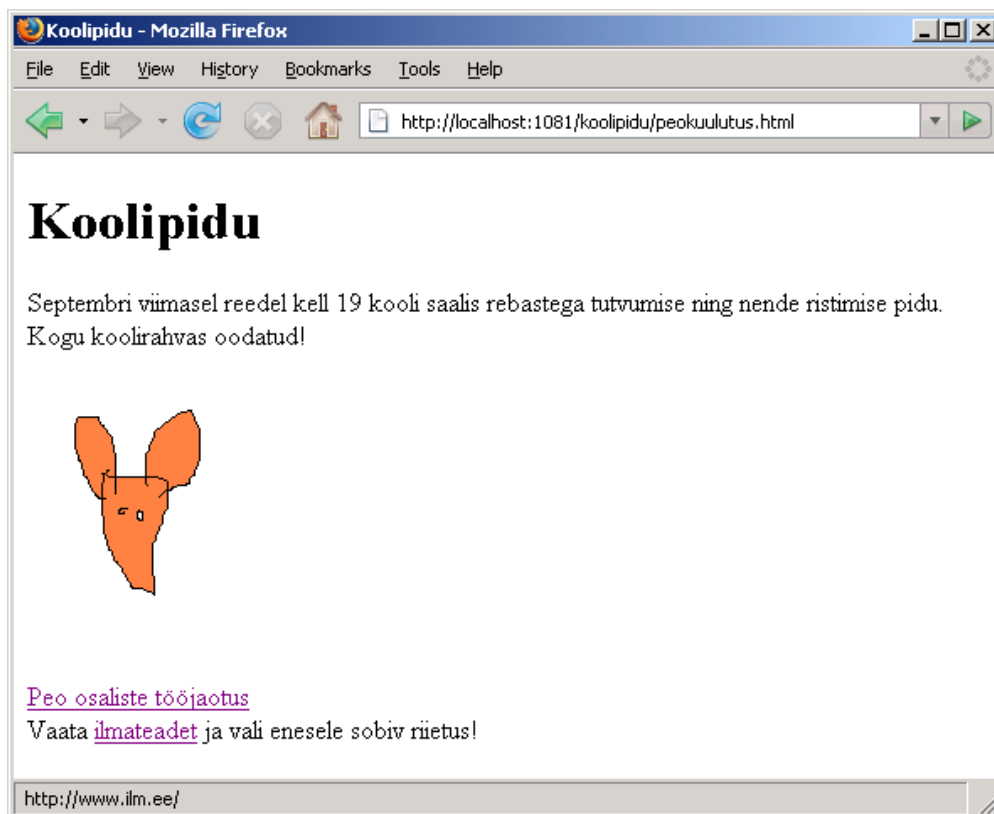 Koolipidu - Mozilla Firefox
File Edit View History Bookmarks Tools Help
http://localhost:1081/koolipidu/peokuulutus.html
Koolipidu
Septembri viimasel reedel kell 19 kooli saalis rebastega tutvumise ning nende ristimise pidu.
Kogu koolirahvas oodatud!
Peo osaliste tööjaotus
Vaata ilmateadet ja vali enesele sobiv riietus!
http://www.ilm.ee/